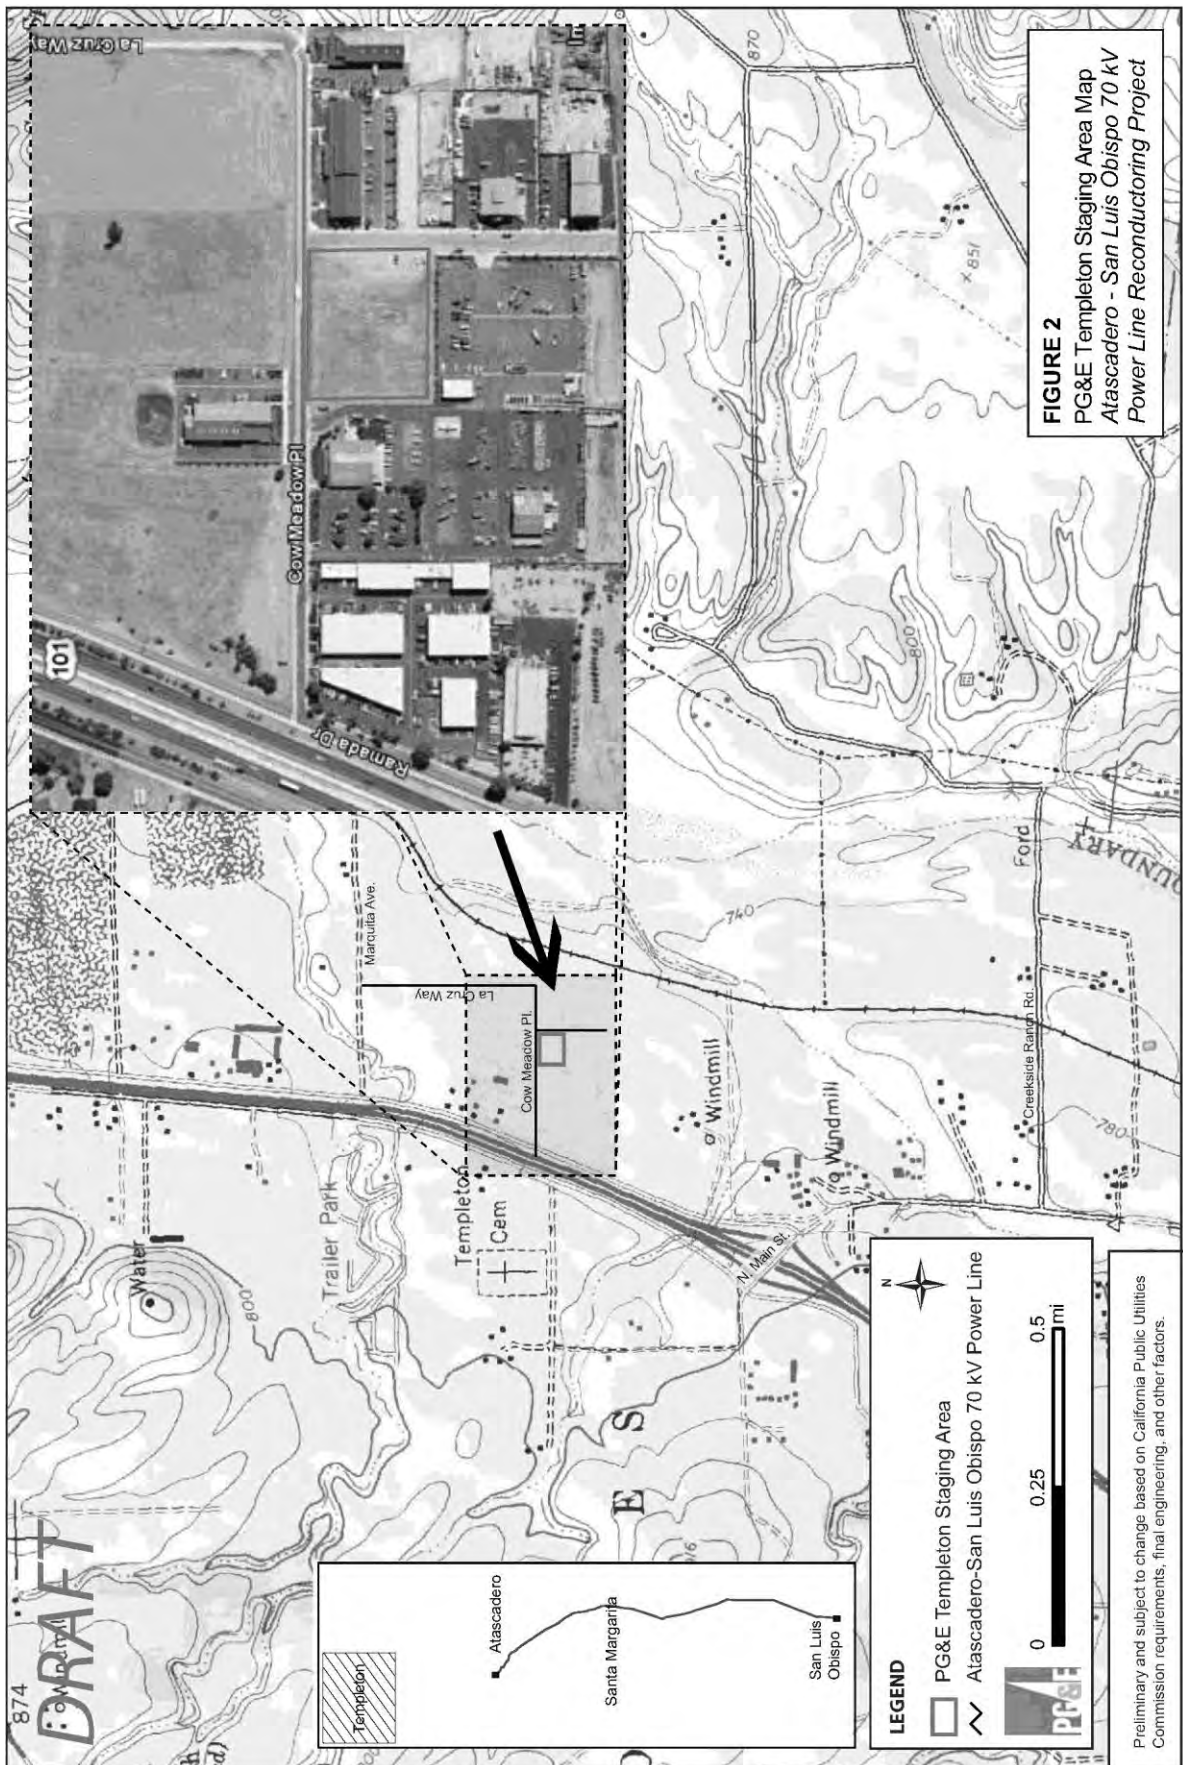 DRAFT
874
Windmill
Water
800
Trailer Park
Templeton
Cem
Marquita Ave.
La Cruz Way
Cow Meadow Pl.
N. Main St.
Windmill
Windmill
740
780
Creekside Ranch Rd.
Ford
UNDARY
E S
800
870
851
La Cruz Way
101
Cow Meadow Pl
Ramada Dr
Templeton
Atascadero
Santa Margarita
San Luis
Obispo
LEGEND
PG&E Templeton Staging Area
Atascadero-San Luis Obispo 70 kV Power Line
N
0 0.25 0.5
mi
PG&E
Preliminary and subject to change based on California Public Utilities
Commission requirements, final engineering, and other factors.
FIGURE 2
PG&E Templeton Staging Area Map
Atascadero - San Luis Obispo 70 kV
Power Line Reconductoring Project